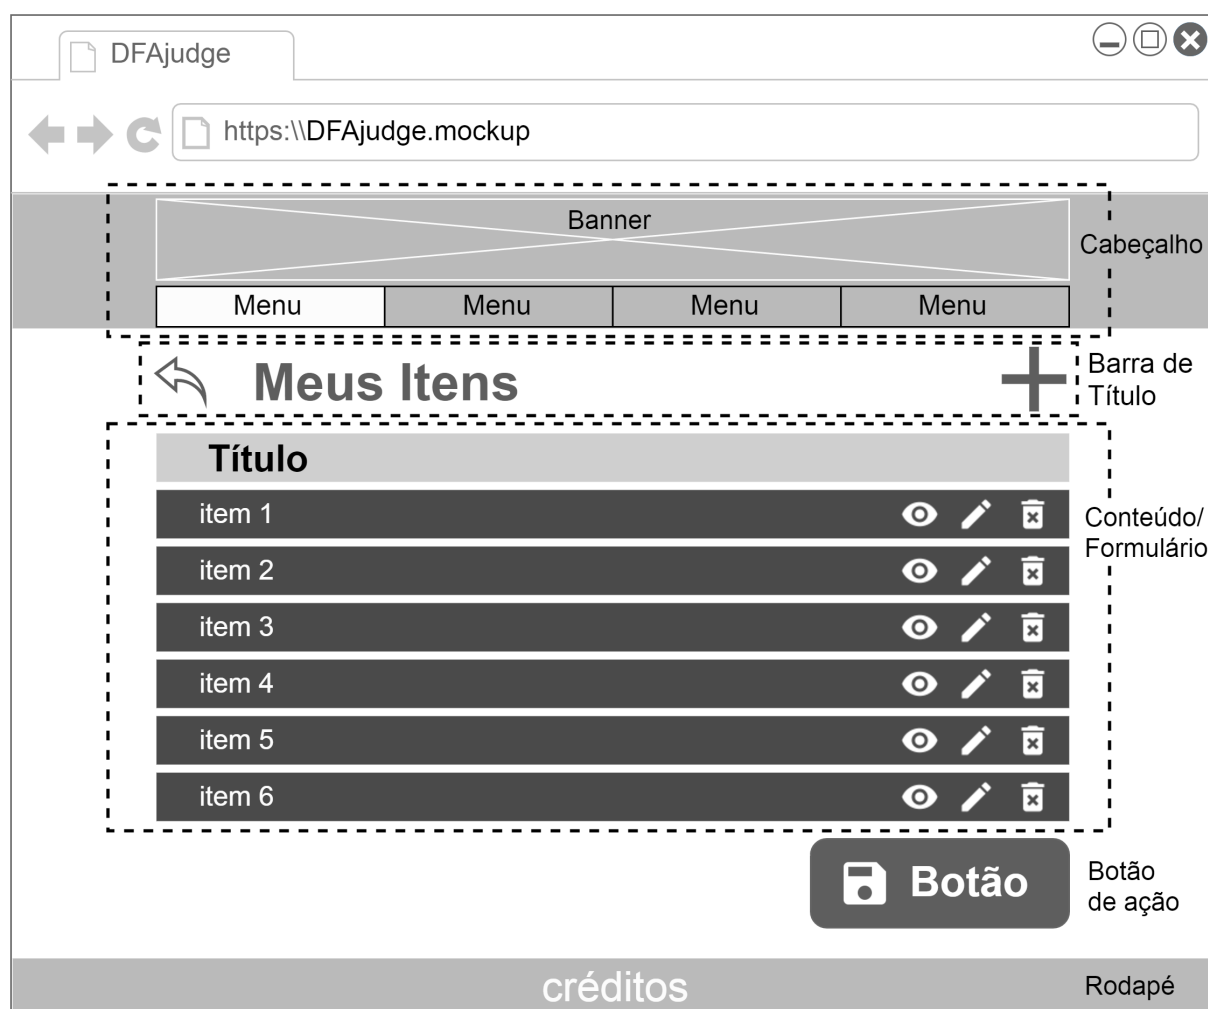 DFAjudge
https:\\DFAjudge.mockup
Banner
Cabeçalho
Menu Menu Menu Menu
Meus Itens
Barra de
Título
Título
item 1
Conteúdo/
Formulário
item 2
item 3
item 4
item 5
item 6
Botão
Botão
de ação
créditos
Rodapé